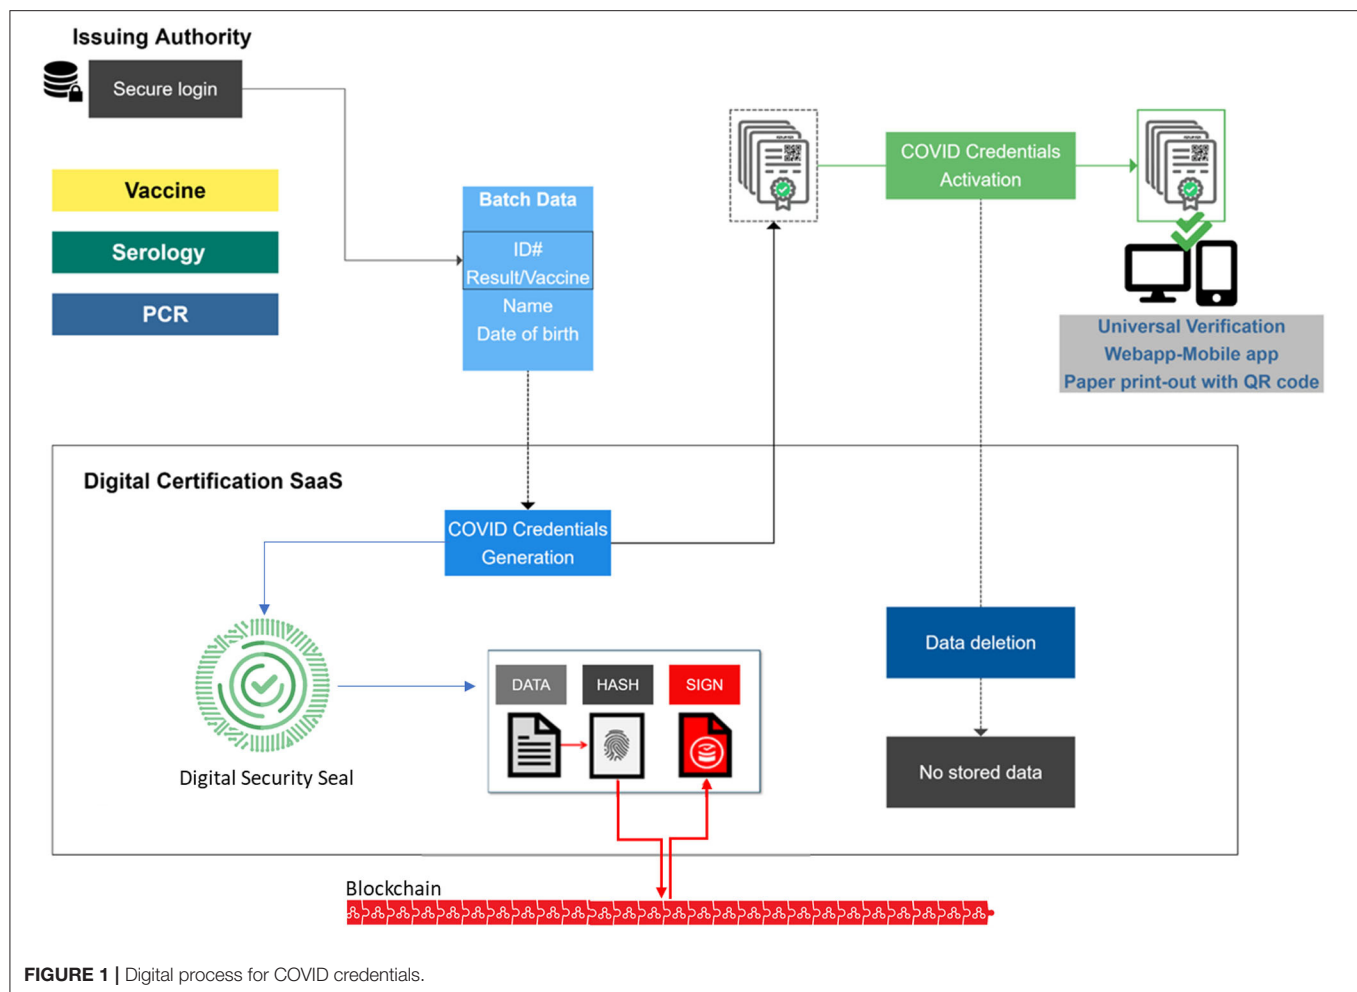 Issuing Authority
Secure login
Vaccine
Serology
PCR
Batch Data
ID#
Result/Vaccine
Name
Date of birth
COVID Credentials
Activation
Universal Verification
Webapp-Mobile app
Paper print-out with QR code
Digital Certification SaaS
COVID Credentials
Generation
Digital Security Seal
DATA
HASH
SIGN
Data deletion
No stored data
Blockchain
FIGURE 1 | Digital process for COVID credentials.